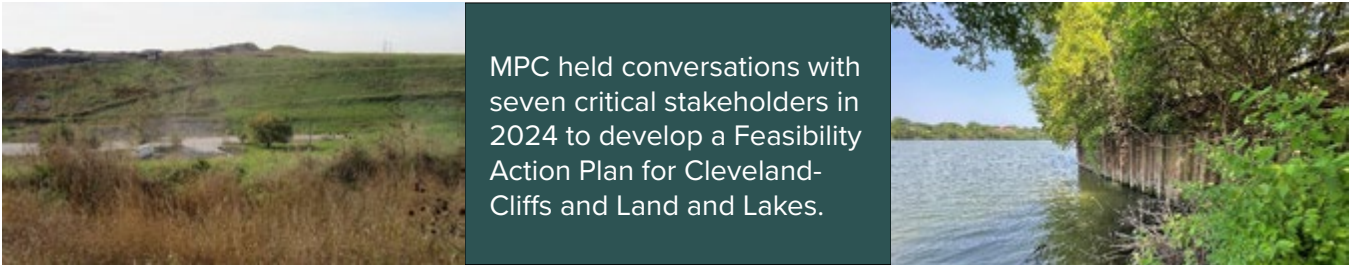 MPC held conversations with
seven critical stakeholders in
2024 to develop a Feasibility
Action Plan for Cleveland-
Cliffs and Land and Lakes.